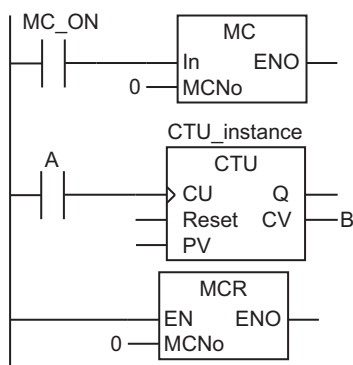 MC_ON
MC
In ENO
0 MCNo
CTU_instance
A
CTU
CU Q
Reset CV B
PV
MCR
EN ENO
0 MCNo